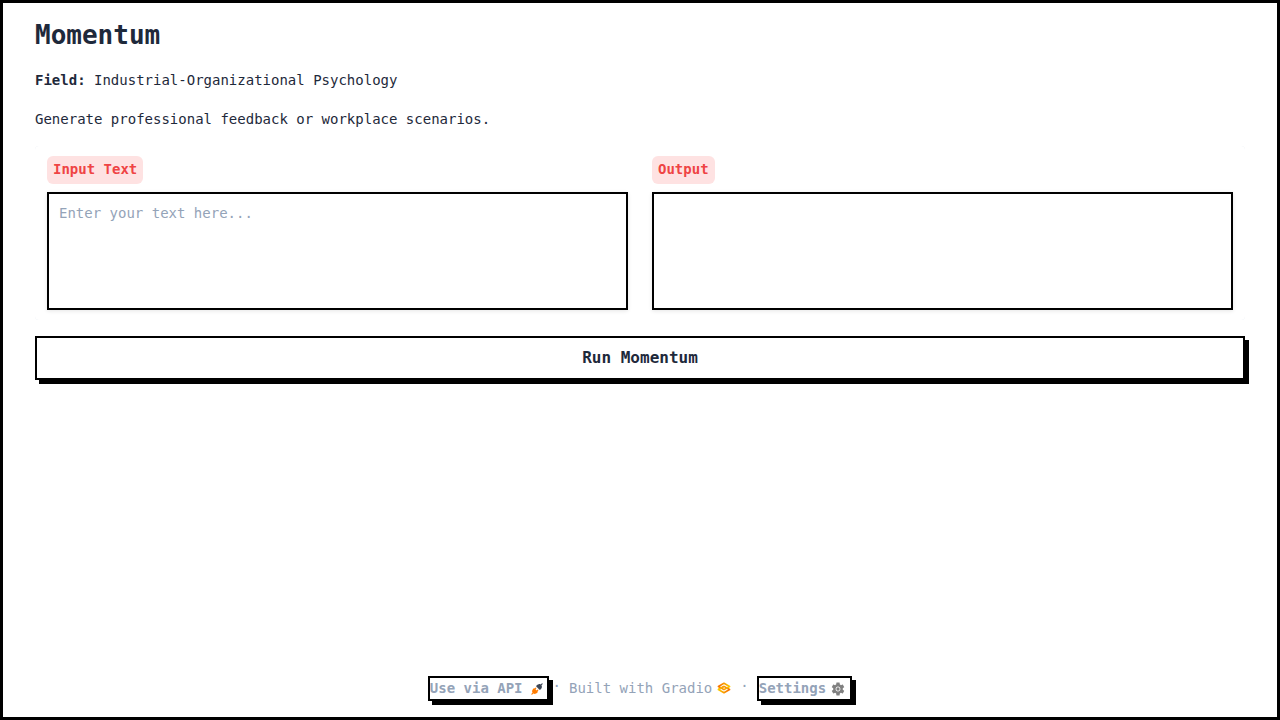 Momentum
Field: Industrial-Organizational Psychology
Generate professional feedback or workplace scenarios.
Input Text
Output
Enter your text here...
Run Momentum
Use via API · Built with Gradio · Settings